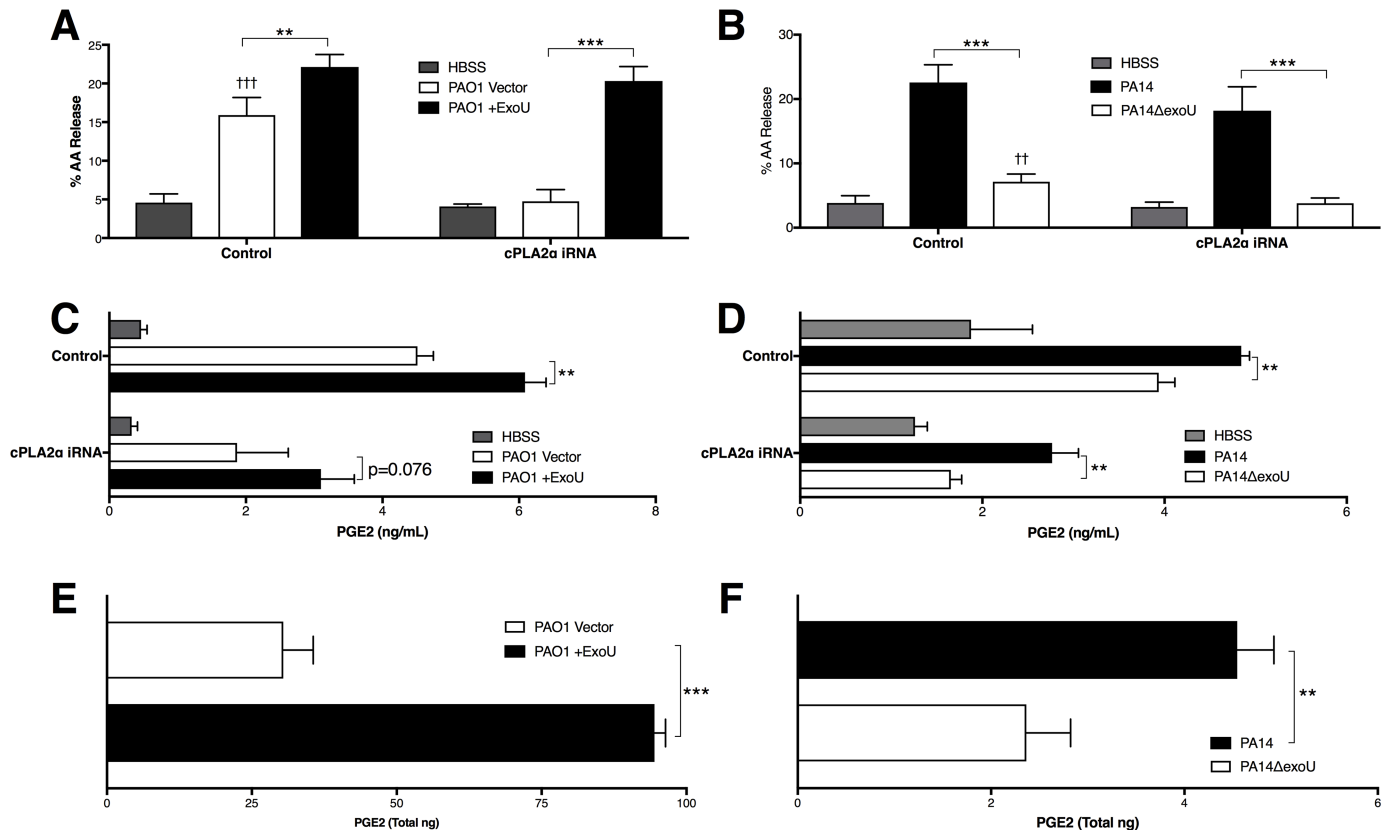 A
25
20
15
10
5
0
% AA Release
**
†††
***
HBSS
PAO1 Vector
PAO1 +ExoU
Control
cPLA2α iRNA
B
30
20
10
0
% AA Release
***
††
***
HBSS
PA14
PA14ΔexoU
Control
cPLA2α iRNA
C
Control
**
cPLA2α iRNA
p=0.076
HBSS
PAO1 Vector
PAO1 +ExoU
0 2 4 6 8
PGE2 (ng/mL)
D
Control
**
cPLA2α iRNA
**
HBSS
PA14
PA14ΔexoU
0 2 4 6
PGE2 (ng/mL)
E
PAO1 Vector
PAO1 +ExoU
***
0 25 50 75 100
PGE2 (Total ng)
F
**
PA14
PA14ΔexoU
0 2 4 6
PGE2 (Total ng)